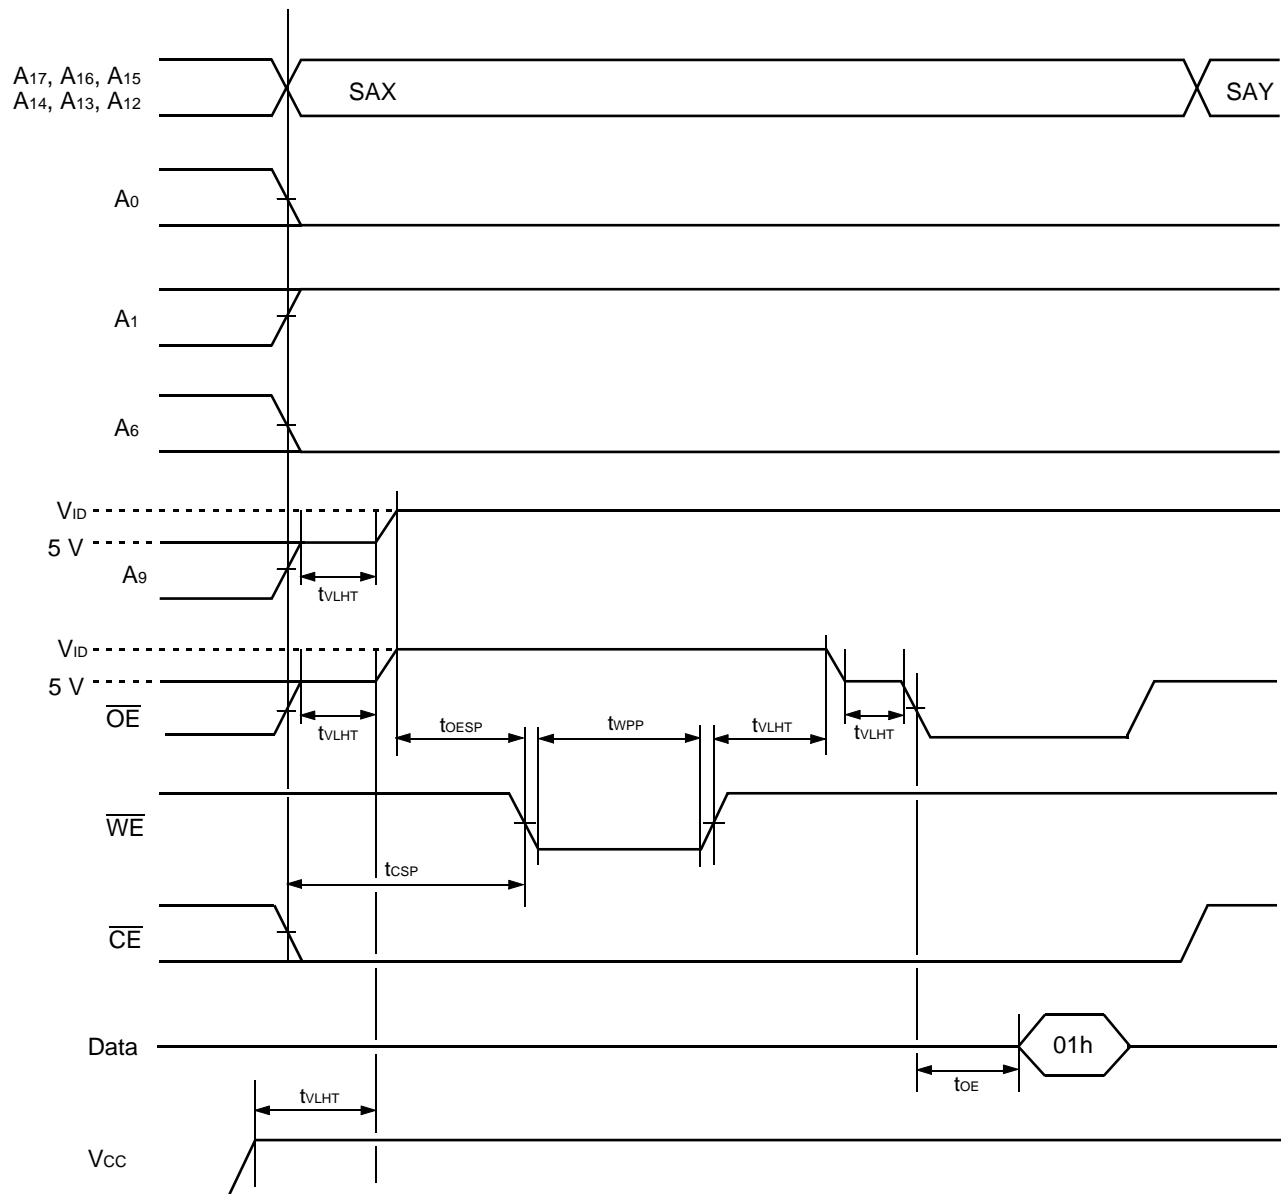 A17, A16, A15
A14, A13, A12
SAX
SAY
A0
A1
A6
VID
5 V
A9
tVLHT
VID
5 V
OE
tVLHT
tOESP
tWPP
tVLHT
tVLHT
WE
tCSP
CE
Data
01h
tOE
tVLHT
VCC